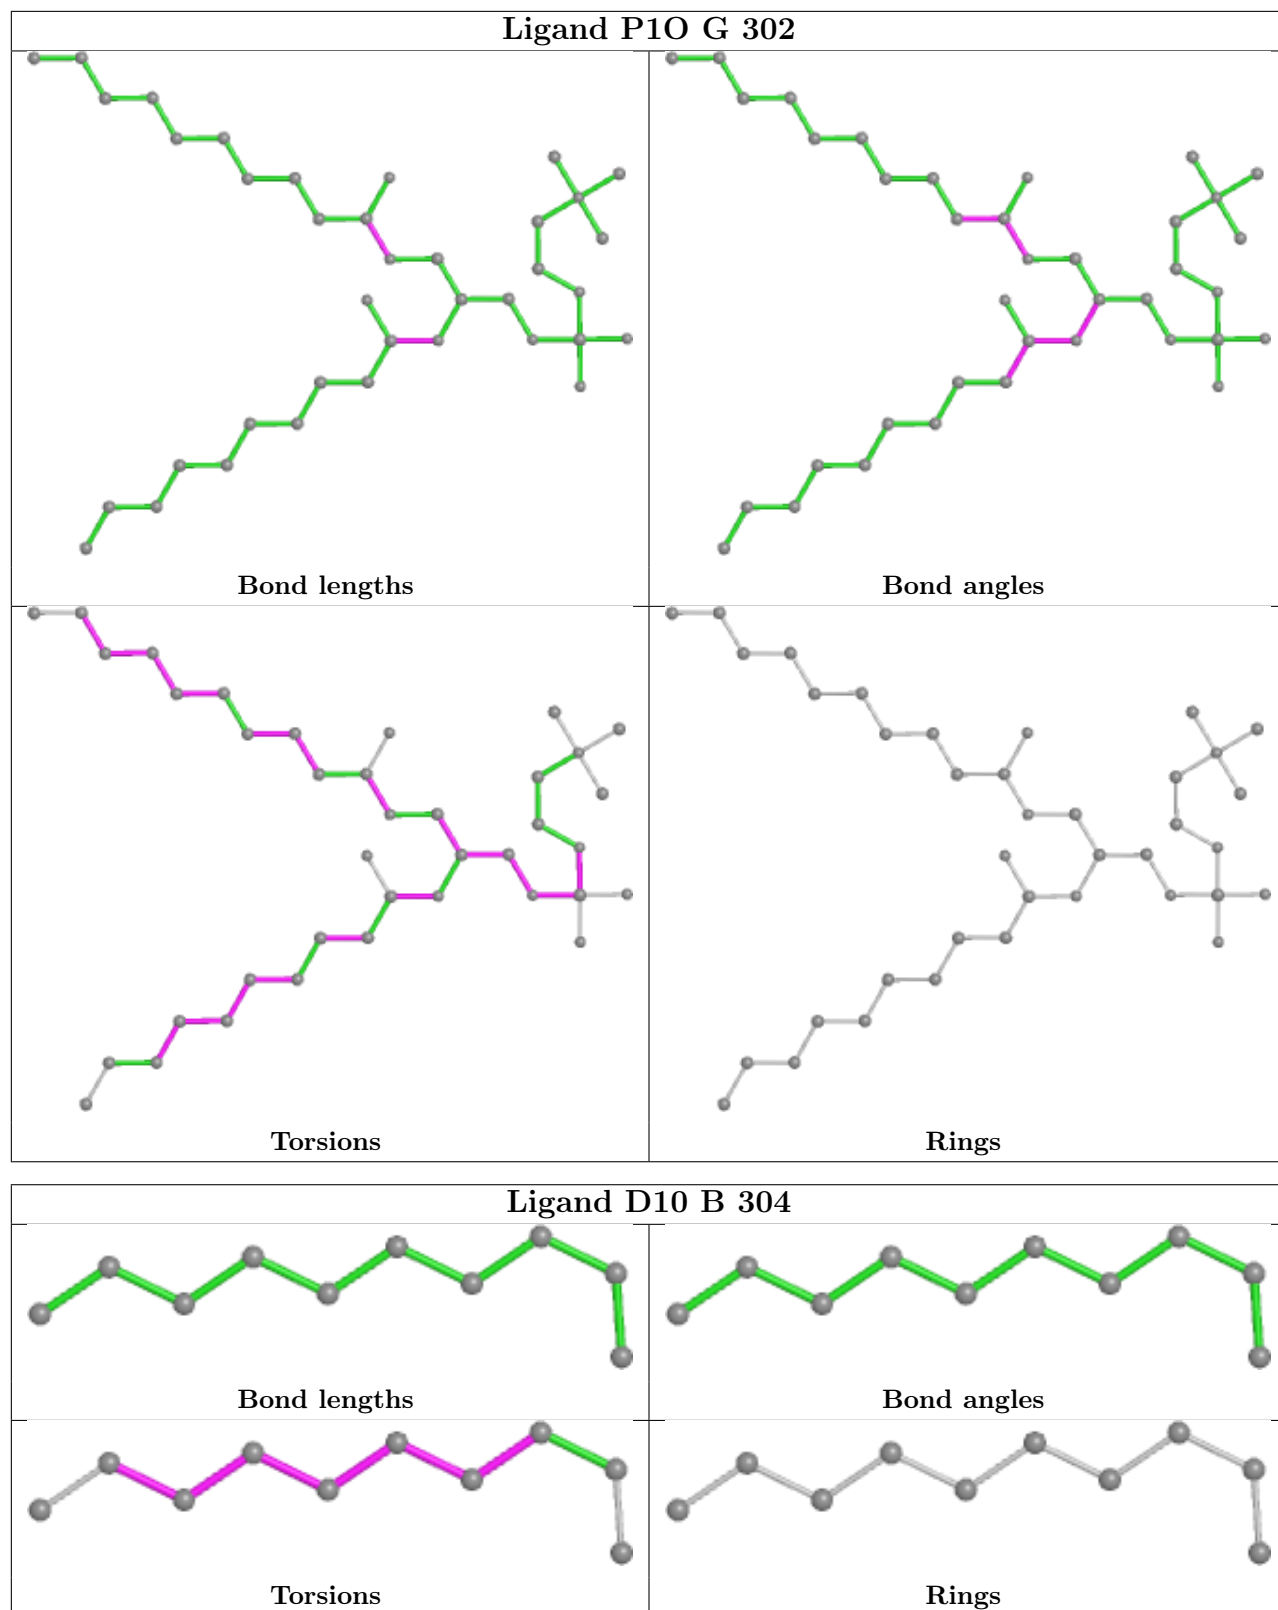 Ligand P1O G 302
Bond lengths
Bond angles
Torsions
Rings
Ligand D10 B 304
Bond lengths
Bond angles
Torsions
Rings